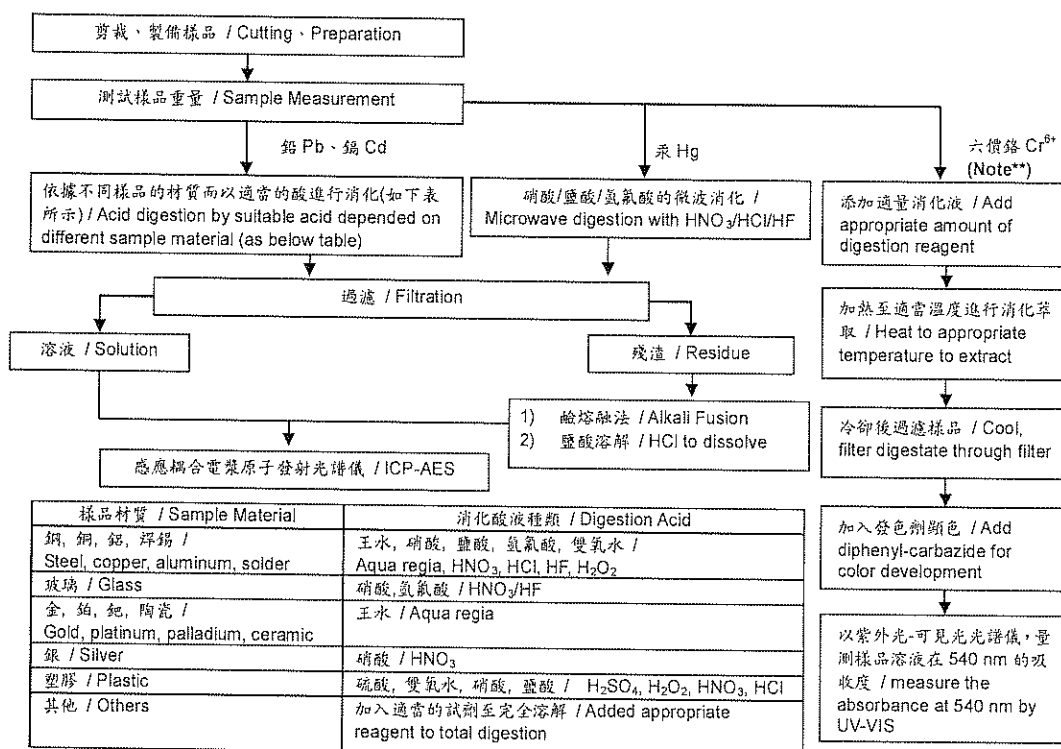 剪裁、製備樣品 / Cutting、Preparation
測試樣品重量 / Sample Measurement
鉛 Pb、鎘 Cd
汞 Hg
六價鉻 Cr⁶⁺
(Note**)
依據不同樣品的材質而以適當的酸進行消化(如下表
所示) / Acid digestion by suitable acid depended on
different sample material (as below table)
硝酸/鹽酸/氫氟酸的微波消化 /
Microwave digestion with HNO₃/HCl/HF
添加適量消化液 / Add
appropriate amount of
digestion reagent
過濾 / Filtration
加熱至適當溫度進行消化萃
取 / Heat to appropriate
temperature to extract
溶液 / Solution
殘渣 / Residue
1) 鹼熔融法 / Alkali Fusion
2) 鹽酸溶解 / HCl to dissolve
冷卻後過濾樣品 / Cool,
filter digestate through filter
感應耦合電漿原子發射光譜儀 / ICP-AES
加入發色劑顯色 / Add
diphenyl-carbazide for
color development
以紫外光-可見光光譜儀，量
測樣品溶液在 540 nm 的吸
收度 / measure the
absorbance at 540 nm by
UV-VIS
樣品材質 / Sample Material
消化酸液種類 / Digestion Acid
鋼, 銅, 鋁, 焊錫 /
Steel, copper, aluminum, solder
王水, 硝酸, 鹽酸, 氫氟酸, 雙氧水 /
Aqua regia, HNO₃, HCl, HF, H₂O₂
玻璃 / Glass
硝酸,氫氟酸 / HNO₃/HF
金, 鉑, 鈀, 陶瓷 /
Gold, platinum, palladium, ceramic
王水 / Aqua regia
銀 / Silver
硝酸 / HNO₃
塑膠 / Plastic
硫酸, 雙氧水, 硝酸, 鹽酸 / H₂SO₄, H₂O₂, HNO₃, HCl
其他 / Others
加入適當的試劑至完全溶解 / Added appropriate
reagent to total digestion